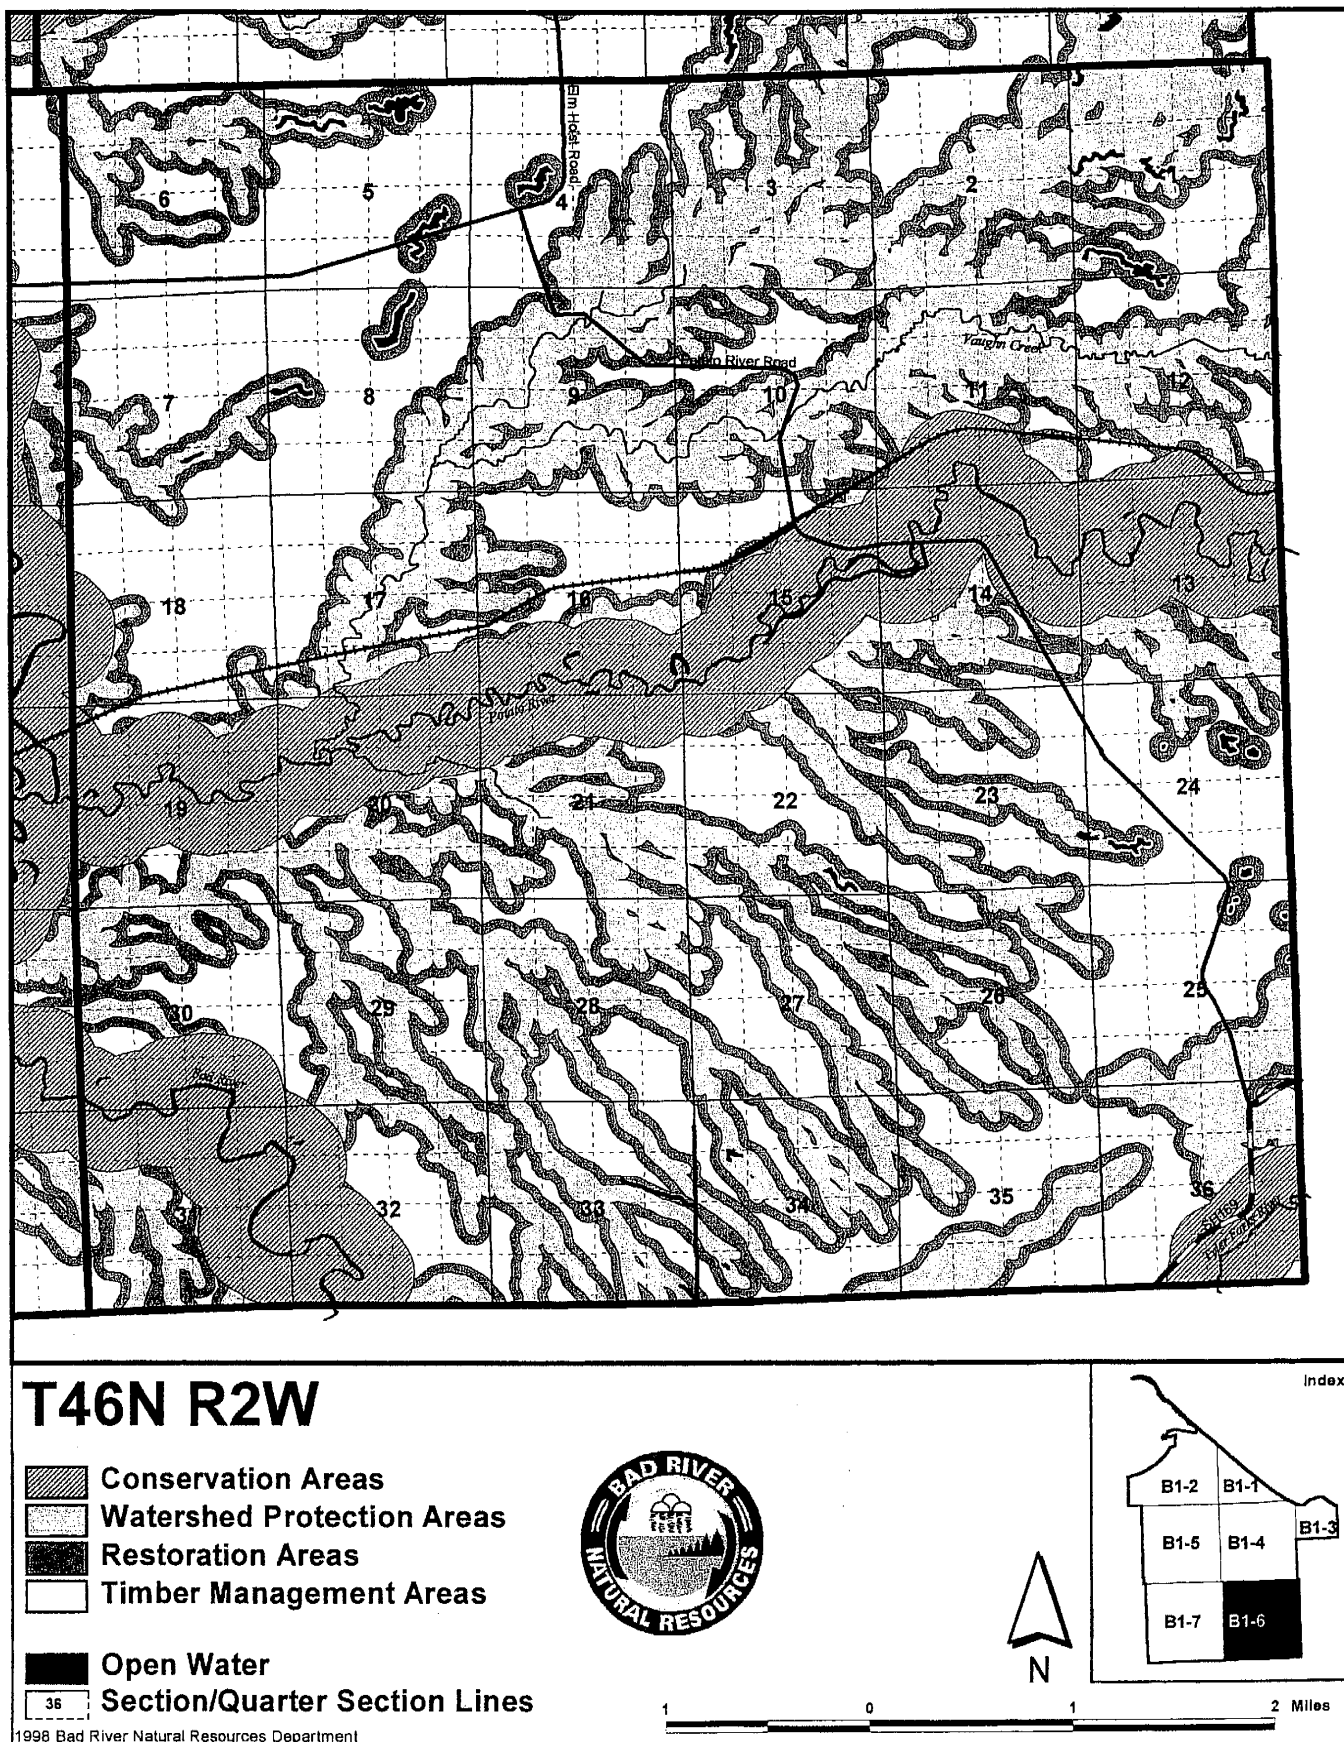 Elm Hoist Road
6
5
4
3
2
Vaughn Creek
River Road
7
8
9
10
11
12
18
17
16
15
14
13
Potato River
19
20
21
22
23
24
30
29
28
27
26
25
Bad River
32
33
34
35
36
T46N R2W
Conservation Areas
Watershed Protection Areas
Restoration Areas
Timber Management Areas
Open Water
36
Section/Quarter Section Lines
1998 Bad River Natural Resources Department
BAD RIVER
NATURAL RESOURCES
N
1 0 1 2 Miles
Index
B1-2 B1-1
B1-3
B1-5 B1-4
B1-7 B1-6